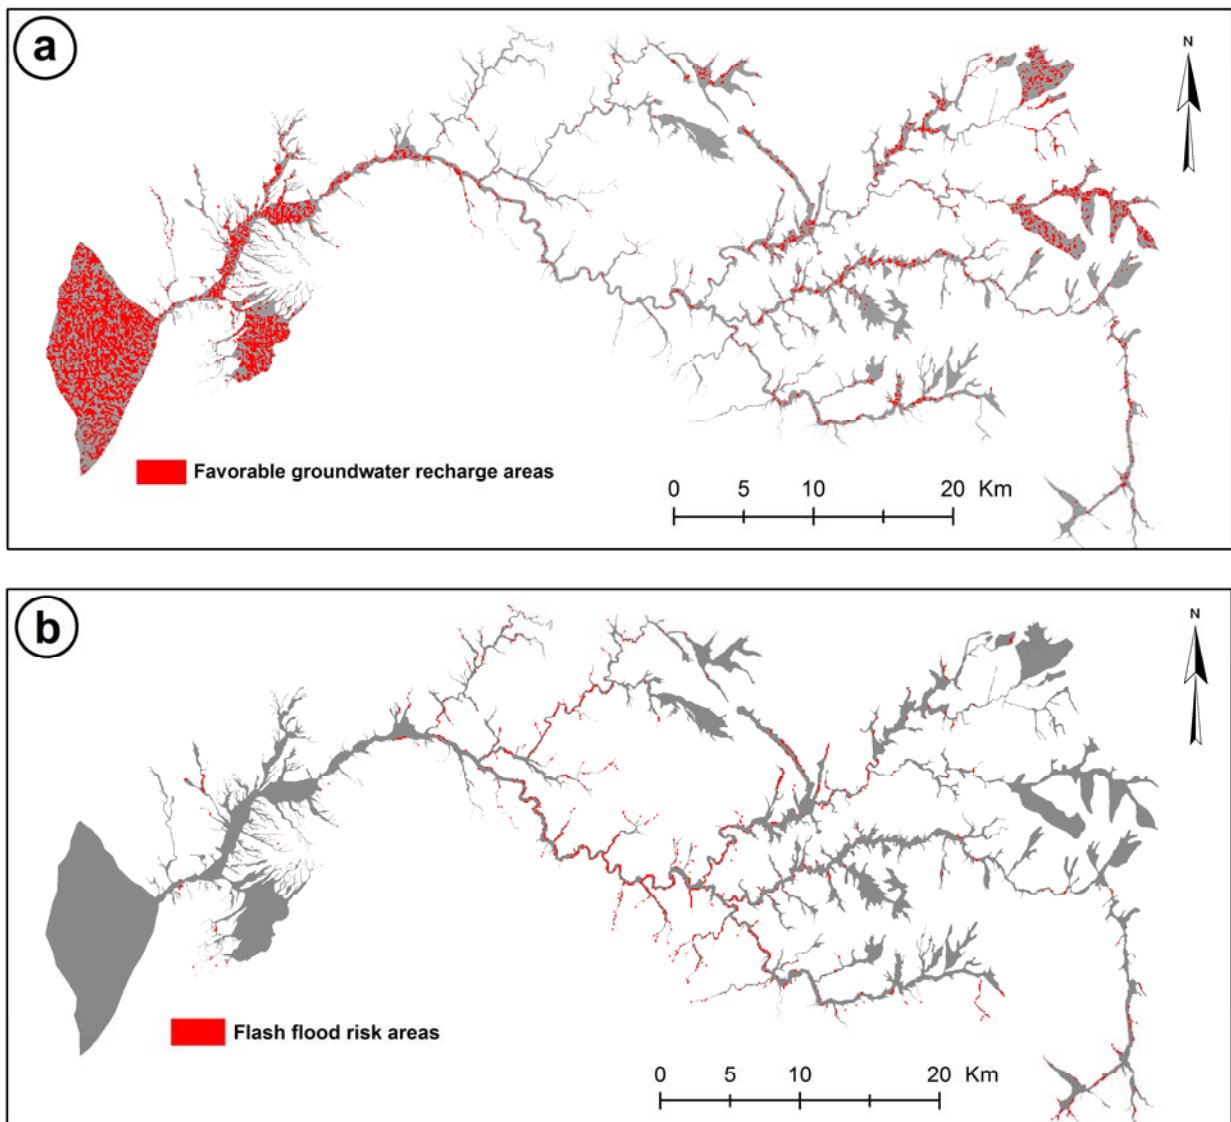 a
N
Favorable groundwater recharge areas
0 5 10 20 Km
b
N
Flash flood risk areas
0 5 10 20 Km